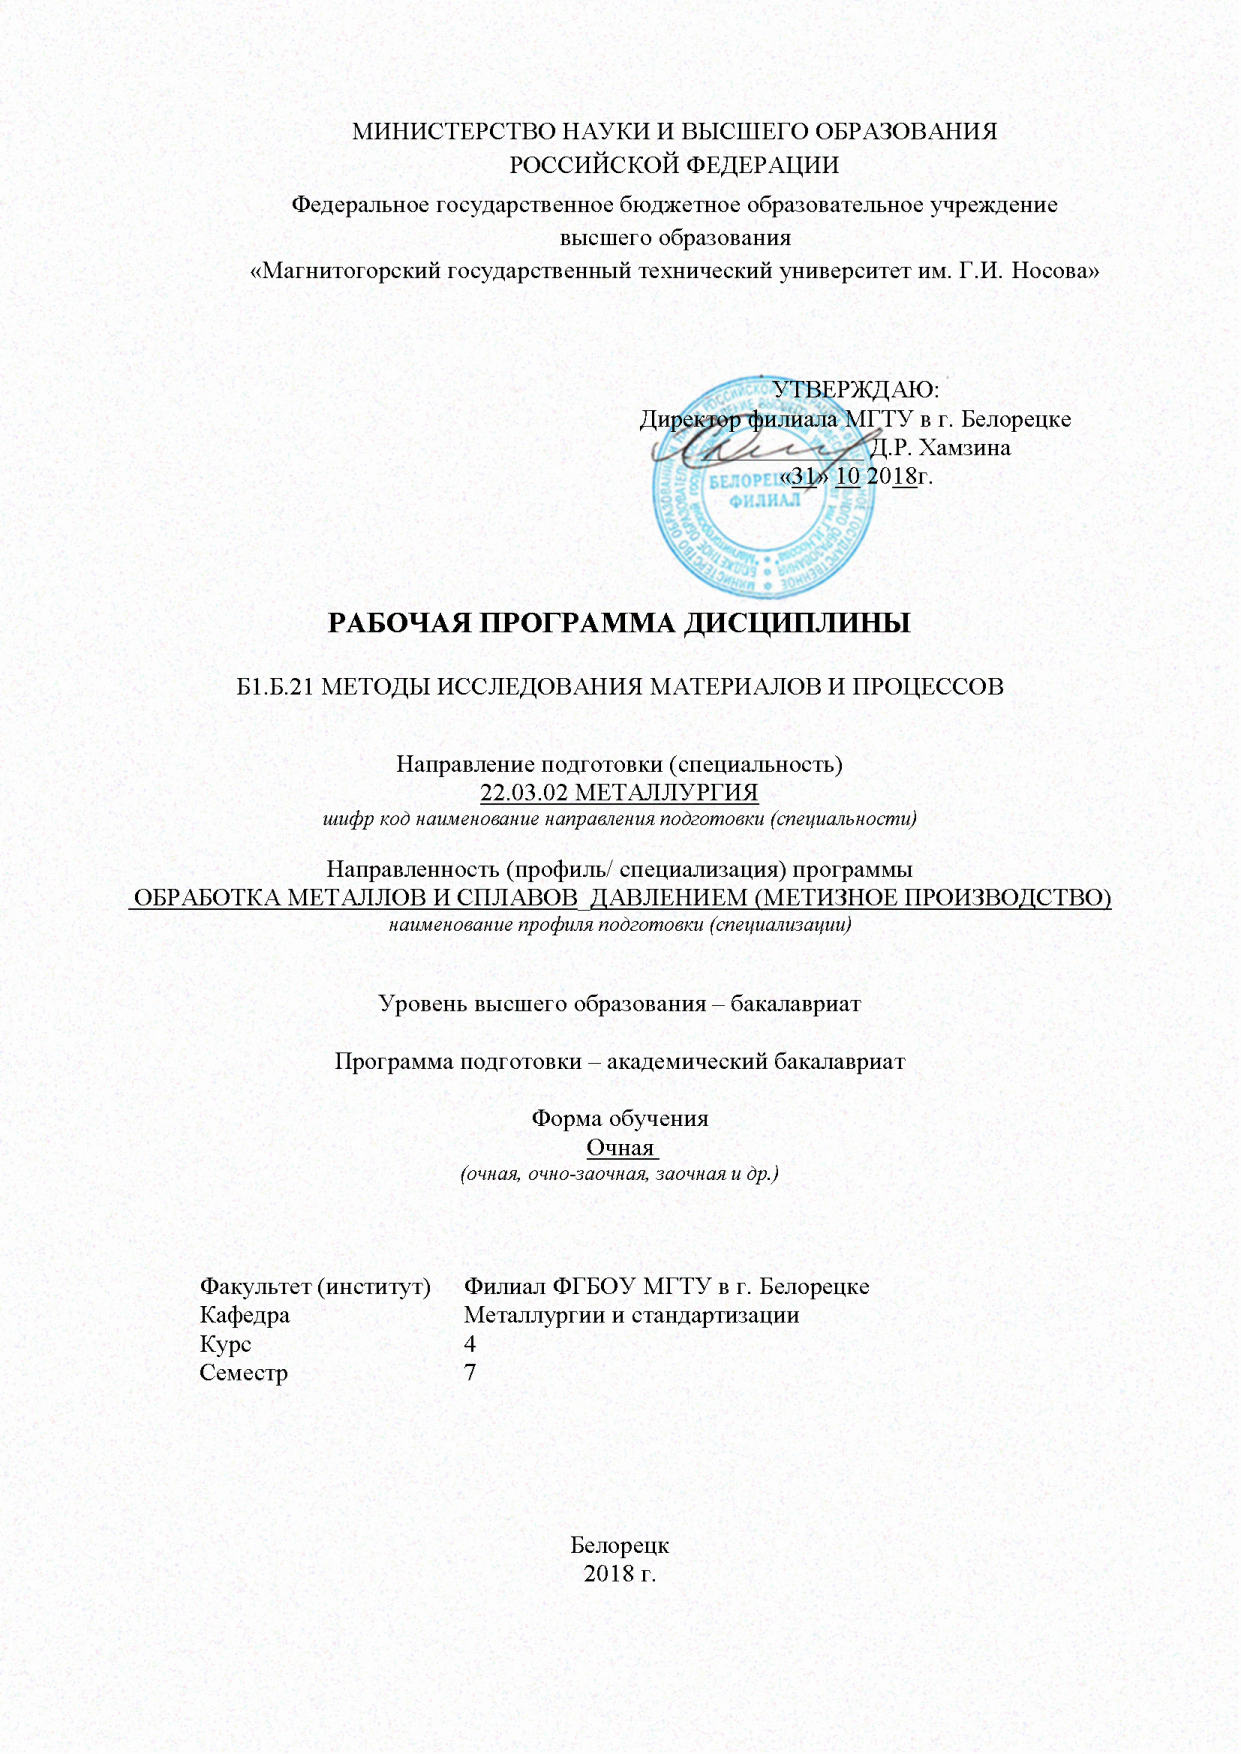 МИНИСТЕРСТВО НАУКИ И ВЫСШЕГО ОБРАЗОВАНИЯ
РОССИЙСКОЙ ФЕДЕРАЦИИ
Федеральное государственное бюджетное образовательное учреждение
высшего образования
«Магнитогорский государственный технический университет им. Г.И. Носова»
УТВЕРЖДАЮ:
Директор филиала МГТУ в г. Белорецке
Д.Р. Хамзина
«31» 10 2018г.
БЕЛОРЕЦКИЙ
ФИЛИАЛ
РАБОЧАЯ ПРОГРАММА ДИСЦИПЛИНЫ
Б1.Б.21 МЕТОДЫ ИССЛЕДОВАНИЯ МАТЕРИАЛОВ И ПРОЦЕССОВ
Направление подготовки (специальность)
22.03.02 МЕТАЛЛУРГИЯ
шифр код наименование направления подготовки (специальности)
Направленность (профиль/ специализация) программы
ОБРАБОТКА МЕТАЛЛОВ И СПЛАВОВ_ДАВЛЕНИЕМ (МЕТИЗНОЕ ПРОИЗВОДСТВО)
наименование профиля подготовки (специализации)
Уровень высшего образования – бакалавриат
Программа подготовки – академический бакалавриат
Форма обучения
Очная
(очная, очно-заочная, заочная и др.)
Факультет (институт) Филиал ФГБОУ МГТУ в г. Белорецке
Кафедра Металлургии и стандартизации
Курс 4
Семестр 7
Белорецк
2018 г.